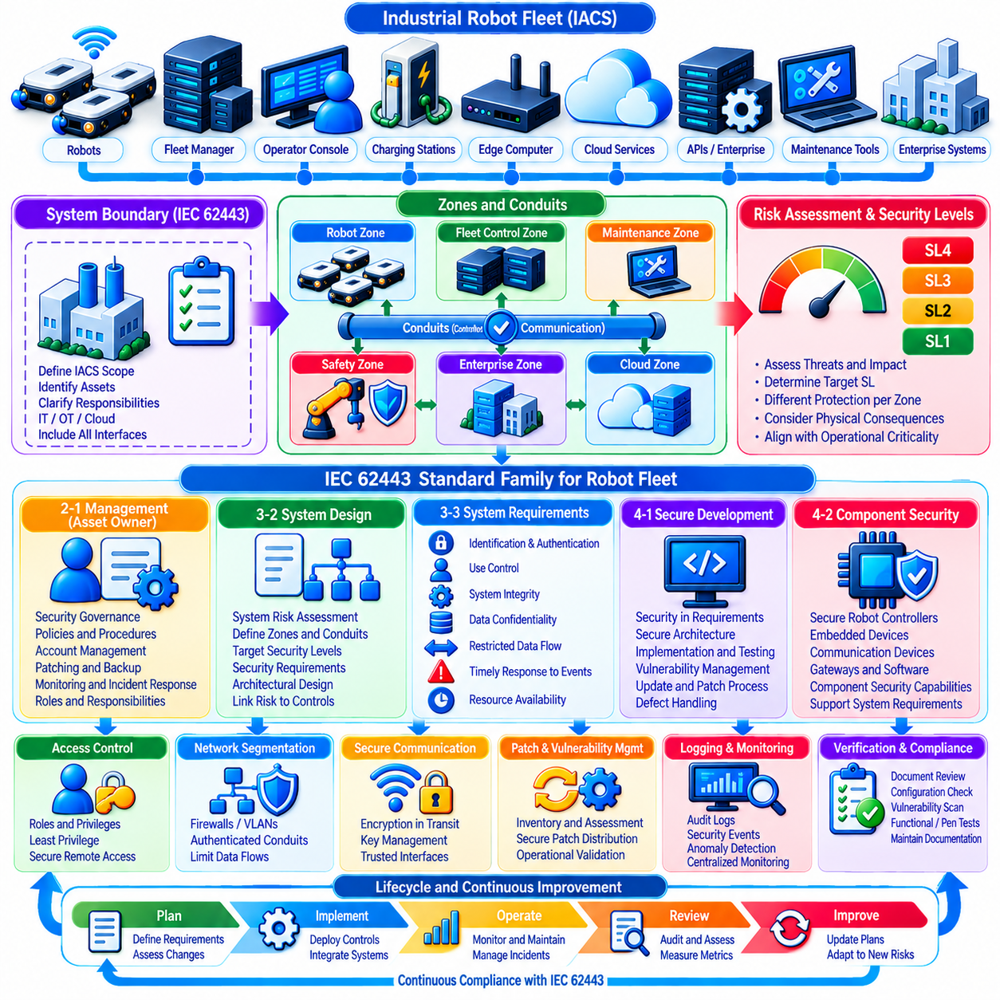 Industrial Robot Fleet (IACS)
Robots
Fleet Manager
Operator Console
Charging Stations
Edge Computer
Cloud Services
APIs / Enterprise
Maintenance Tools
Enterprise Systems
System Boundary (IEC 62443)
Define IACS Scope
Identify Assets
Clarify Responsibilities
IT / OT / Cloud
Include All Interfaces
Zones and Conduits
Robot Zone
Fleet Control Zone
Maintenance Zone
Conduits (Controlled Communication)
Safety Zone
Enterprise Zone
Cloud Zone
Risk Assessment & Security Levels
SL4
SL3
SL2
SL1
• Assess Threats and Impact
• Determine Target SL
• Different Protection per Zone
• Consider Physical Consequences
• Align with Operational Criticality
IEC 62443 Standard Family for Robot Fleet
2-1 Management
(Asset Owner)
Security Governance
Policies and Procedures
Account Management
Patching and Backup
Monitoring and Incident Response
Roles and Responsibilities
3-2 System Design
System Risk Assessment
Define Zones and Conduits
Target Security Levels
Security Requirements
Architectural Design
Link Risk to Controls
3-3 System Requirements
Identification & Authentication
Use Control
System Integrity
Data Confidentiality
Restricted Data Flow
Timely Response to Events
Resource Availability
4-1 Secure Development
Security in Requirements
Secure Architecture
Implementation and Testing
Vulnerability Management
Update and Patch Process
Defect Handling
4-2 Component Security
Secure Robot Controllers
Embedded Devices
Communication Devices
Gateways and Software
Component Security Capabilities
Support System Requirements
Access Control
Roles and Privileges
Least Privilege
Secure Remote Access
Network Segmentation
Firewalls / VLANs
Authenticated Conduits
Limit Data Flows
Secure Communication
Encryption in Transit
Key Management
Trusted Interfaces
Patch & Vulnerability Mgmt
Inventory and Assessment
Secure Patch Distribution
Operational Validation
Logging & Monitoring
Audit Logs
Security Events
Anomaly Detection
Centralized Monitoring
Verification & Compliance
Document Review
Configuration Check
Vulnerability Scan
Functional / Pen Tests
Maintain Documentation
Lifecycle and Continuous Improvement
Plan
Define Requirements
Assess Changes
Implement
Deploy Controls
Integrate Systems
Operate
Monitor and Maintain
Manage Incidents
Review
Audit and Assess
Measure Metrics
Improve
Update Plans
Adapt to New Risks
Continuous Compliance with IEC 62443